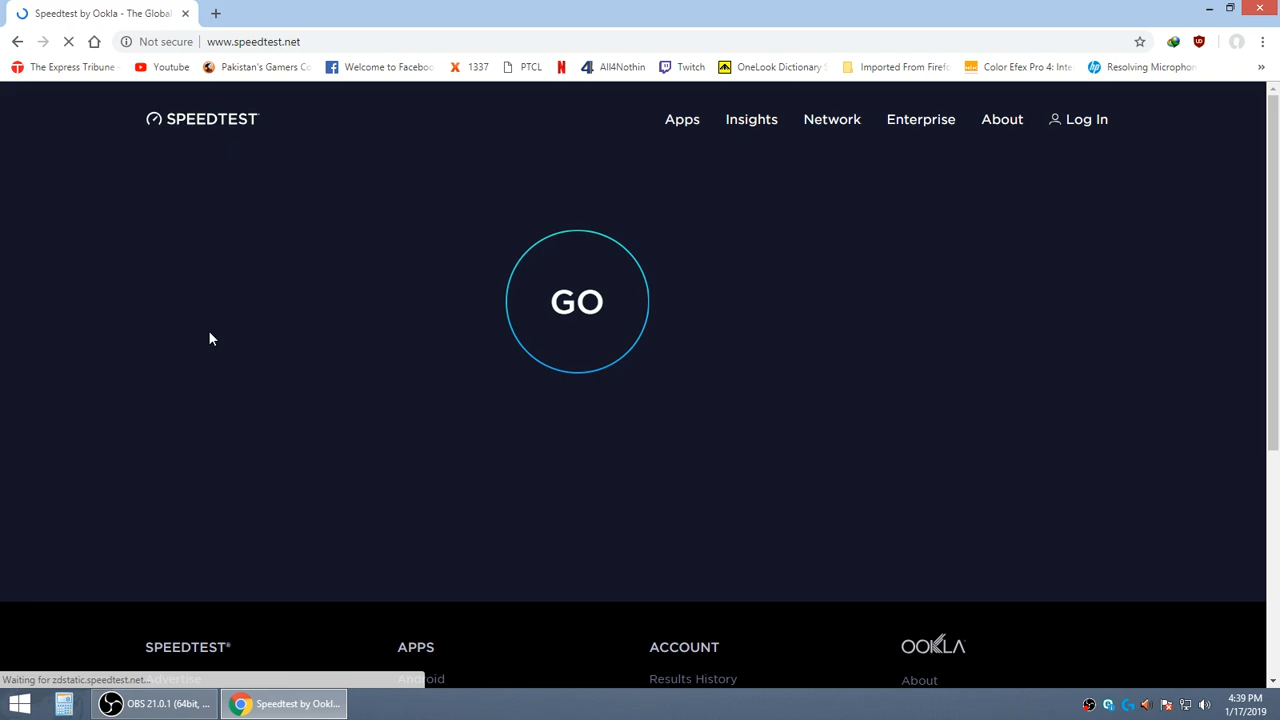 Speedtest by Ookla - The Global
Not secure www.speedtest.net
The Express Tribune Youtube Pakistan's Gamers Co Welcome to Faceboo 1337 PTCL All4Nothin Twitch OneLook Dictionary S Imported From Firefo Color Efex Pro 4: Inte Resolving Microphon
SPEEDTEST Apps Insights Network Enterprise About Log In
GO
SPEEDTEST® APPS ACCOUNT OOKLA
Advertise Android Results History About
Waiting for zdstatic.speedtest.net...
OBS 21.0.1 (64bit, ... Speedtest by Ookl... 4:39 PM
1/17/2019